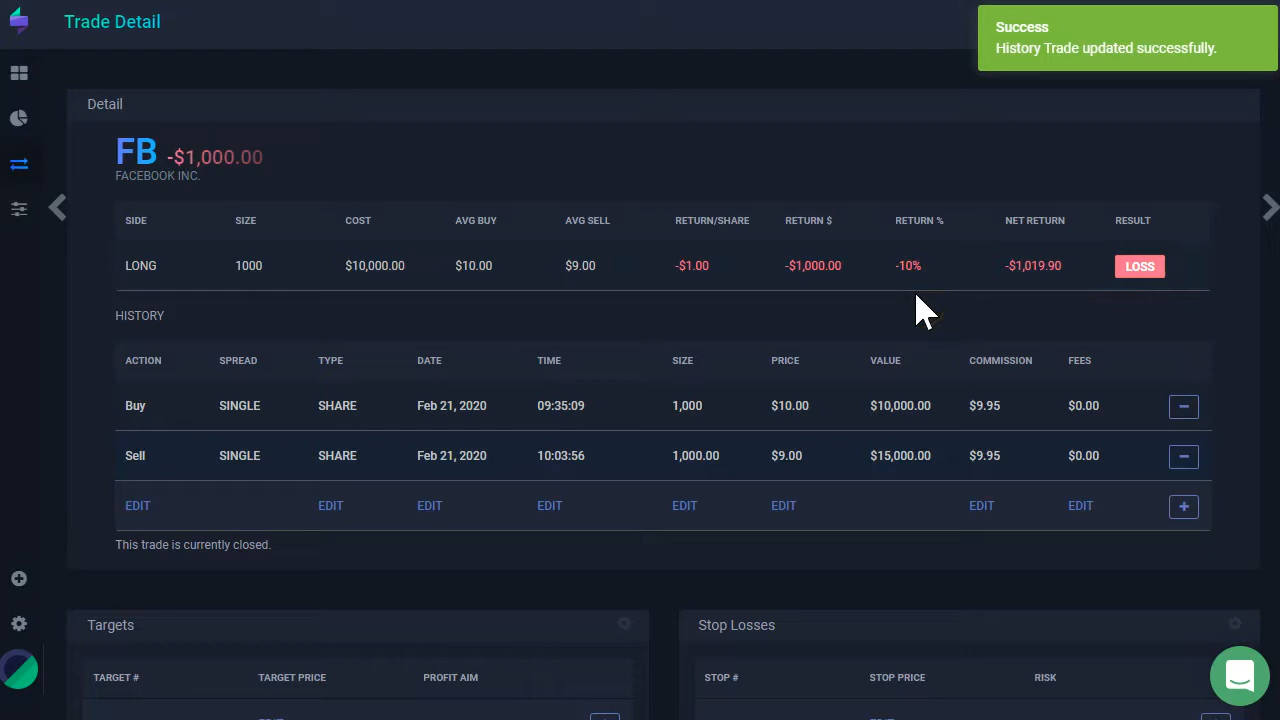 Trade Detail
Success
History Trade updated successfully.
Detail
FB -$1,000.00
FACEBOOK INC.
SIDE SIZE COST AVG BUY AVG SELL RETURN/SHARE RETURN $ RETURN % NET RETURN RESULT
LONG 1000 $10,000.00 $10.00 $9.00 -$1.00 -$1,000.00 -10% -$1,019.90 LOSS
HISTORY
ACTION SPREAD TYPE DATE TIME SIZE PRICE VALUE COMMISSION FEES
Buy SINGLE SHARE Feb 21, 2020 09:35:09 1,000 $10.00 $10,000.00 $9.95 $0.00
Sell SINGLE SHARE Feb 21, 2020 10:03:56 1,000.00 $9.00 $15,000.00 $9.95 $0.00
EDIT EDIT EDIT EDIT EDIT EDIT EDIT EDIT
This trade is currently closed.
Targets
Stop Losses
TARGET # TARGET PRICE PROFIT AIM
STOP # STOP PRICE RISK